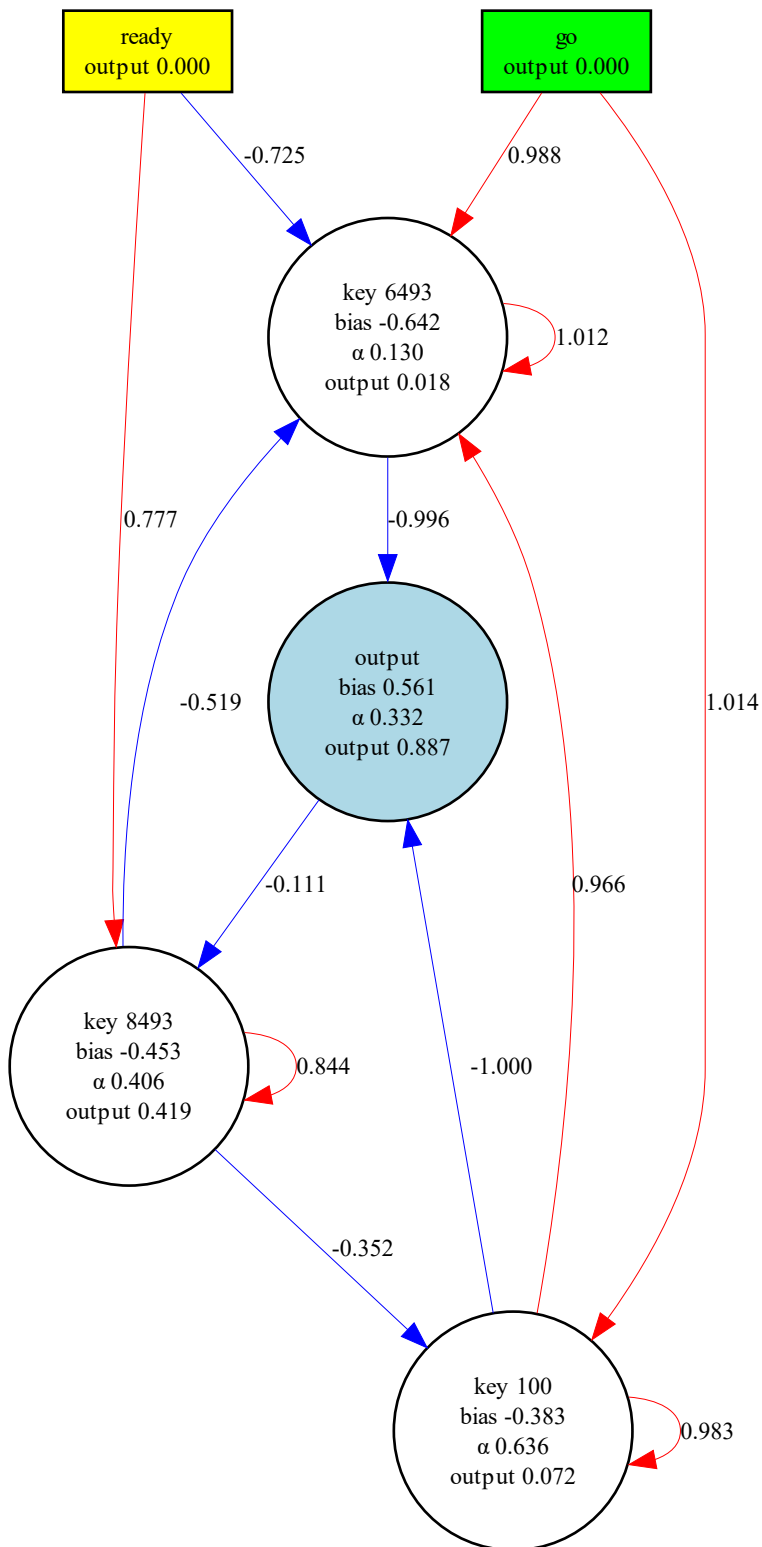 ready
output 0.000
go
output 0.000
-0.725
0.988
key 6493
bias -0.642
α 0.130
output 0.018
1.012
0.777
-0.996
-0.519
output
bias 0.561
α 0.332
output 0.887
1.014
-0.111
0.966
key 8493
bias -0.453
α 0.406
output 0.419
0.844
-1.000
-0.352
key 100
bias -0.383
α 0.636
output 0.072
0.983